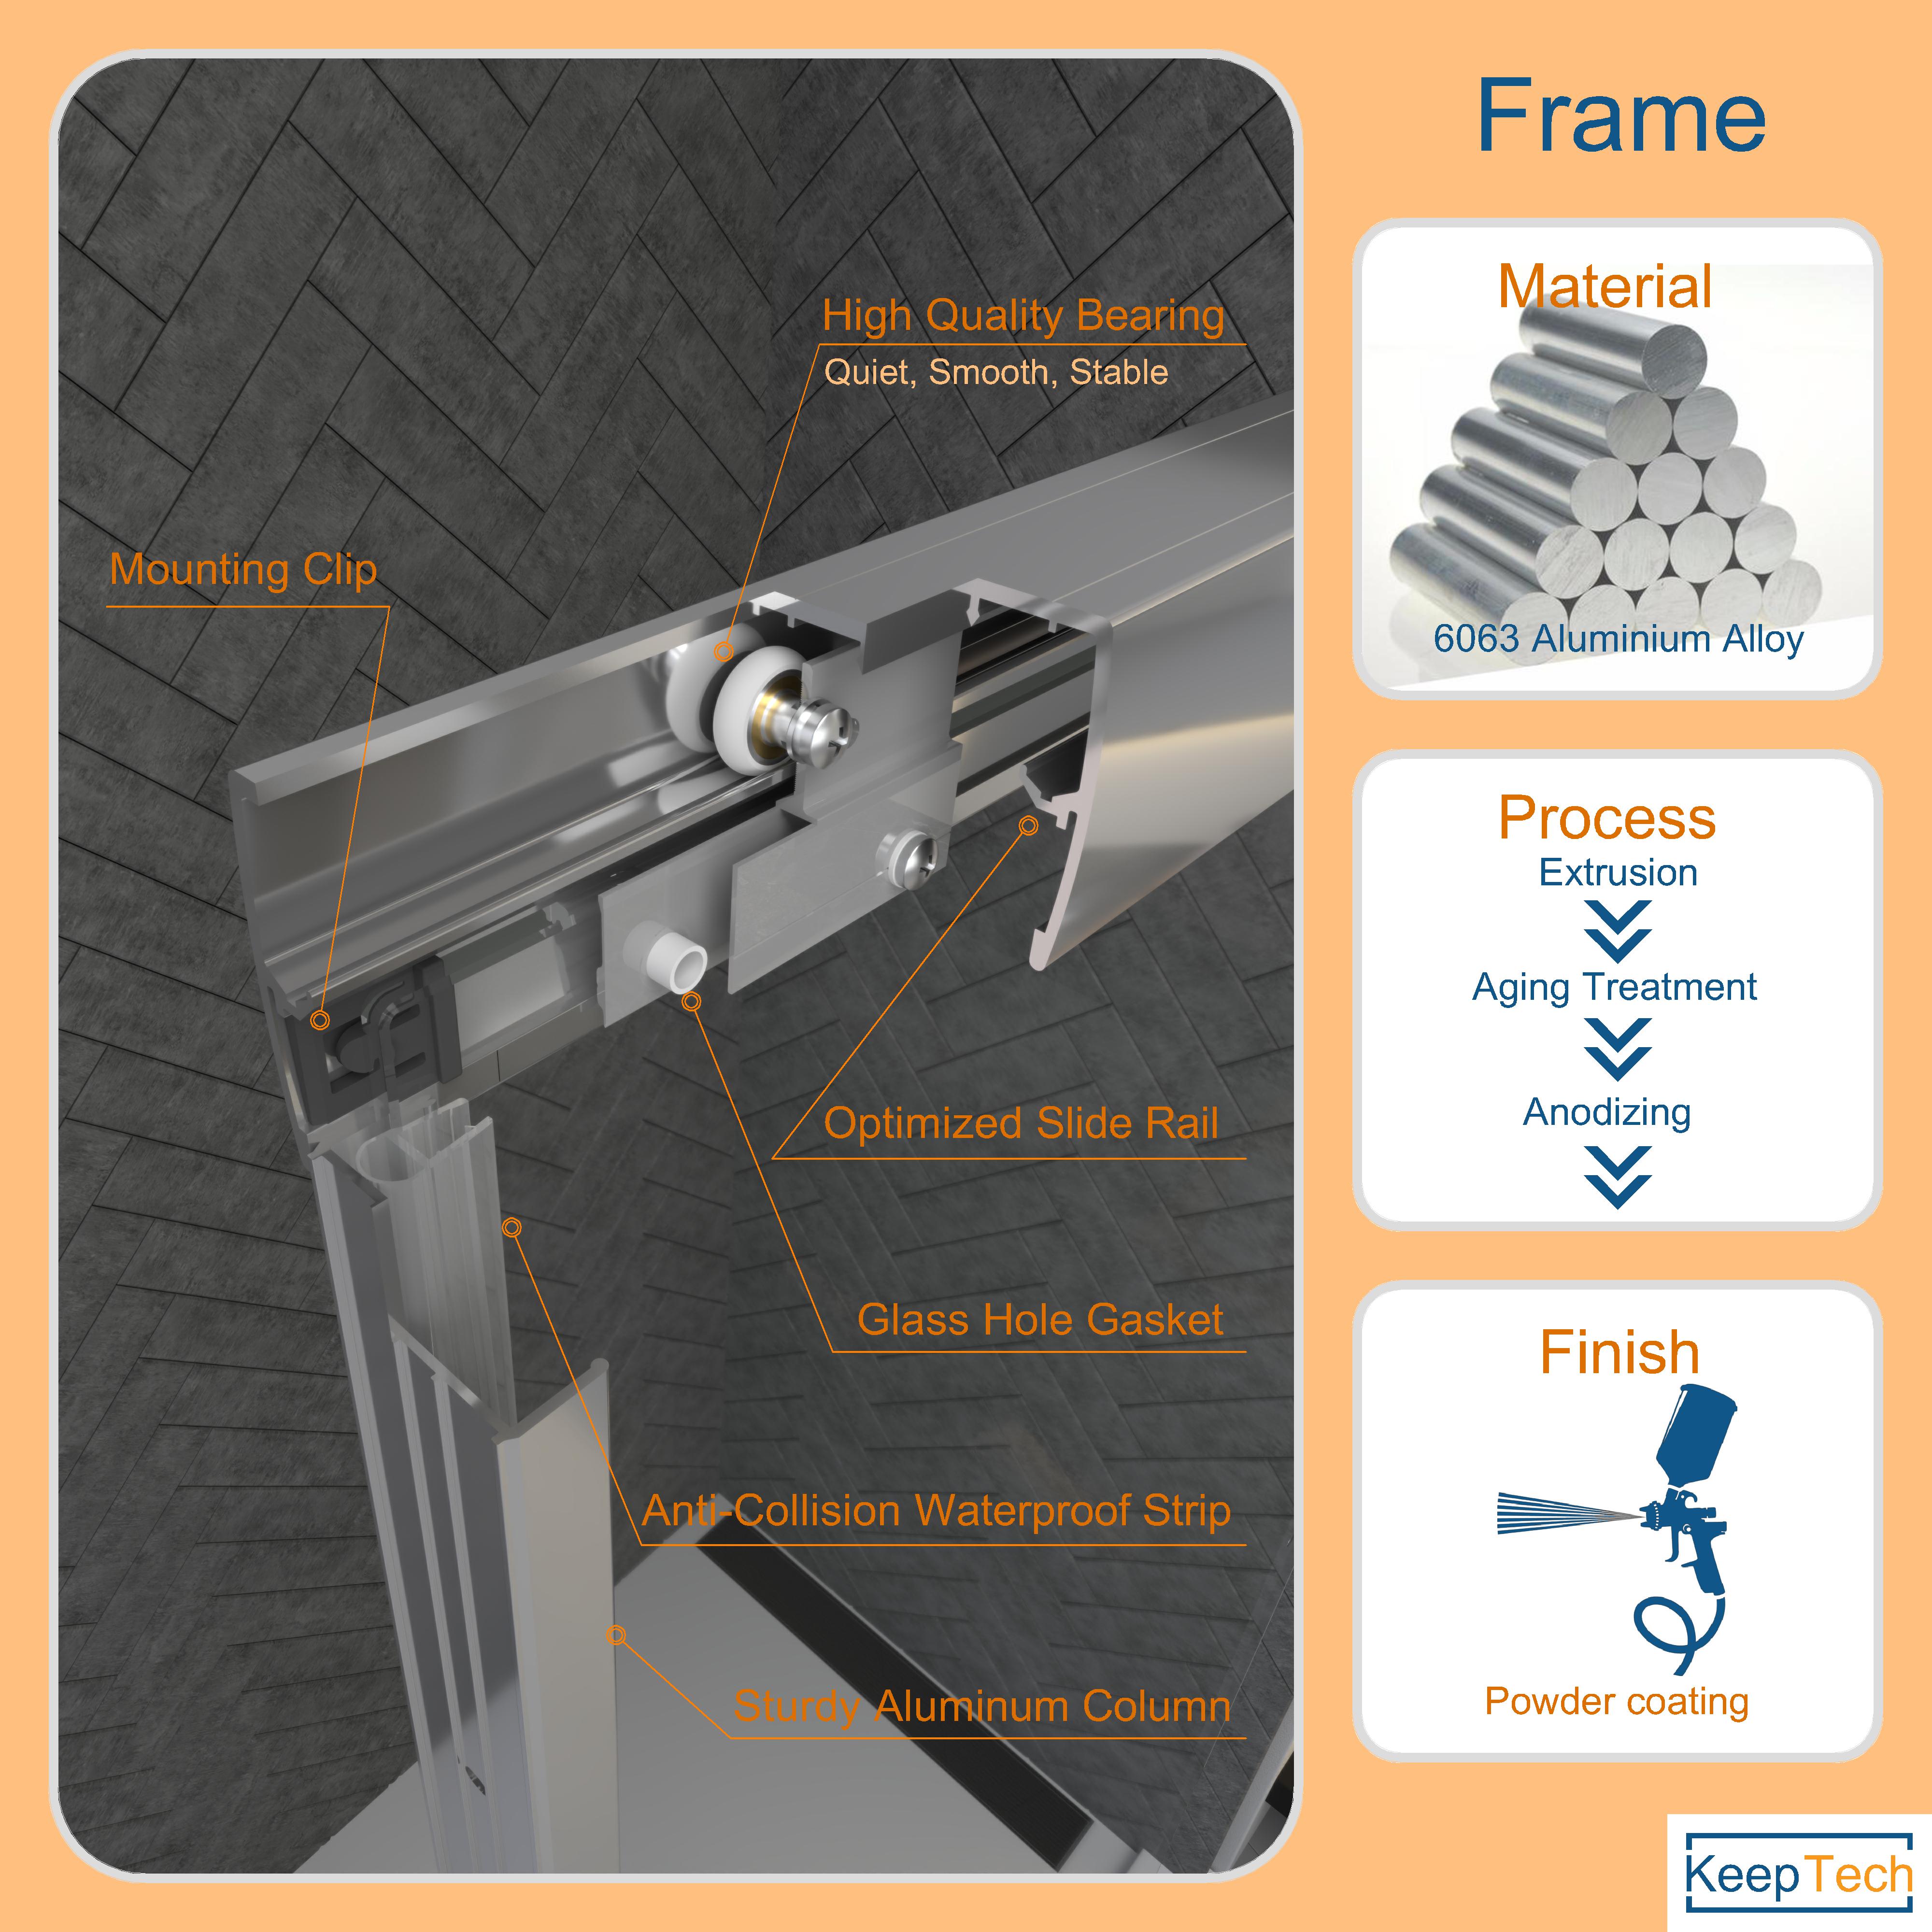 Frame
High Quality Bearing
Quiet, Smooth, Stable
Mounting Clip
Optimized Slide Rail
Glass Hole Gasket
Anti-Collision Waterproof Strip
Sturdy Aluminum Column
Material
6063 Aluminium Alloy
Process
Extrusion
Aging Treatment
Anodizing
Finish
Powder coating
KeepTech